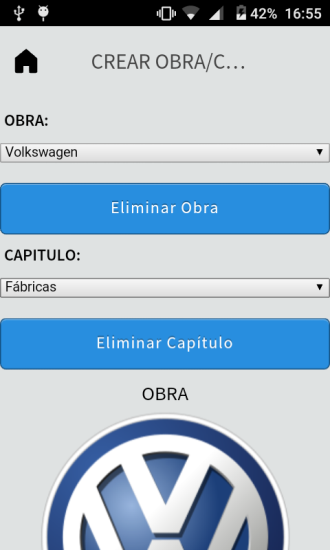 42% 16:55
CREAR OBRA/C...
OBRA:
Volkswagen
Eliminar Obra
CAPITULO:
Fábricas
Eliminar Capítulo
OBRA